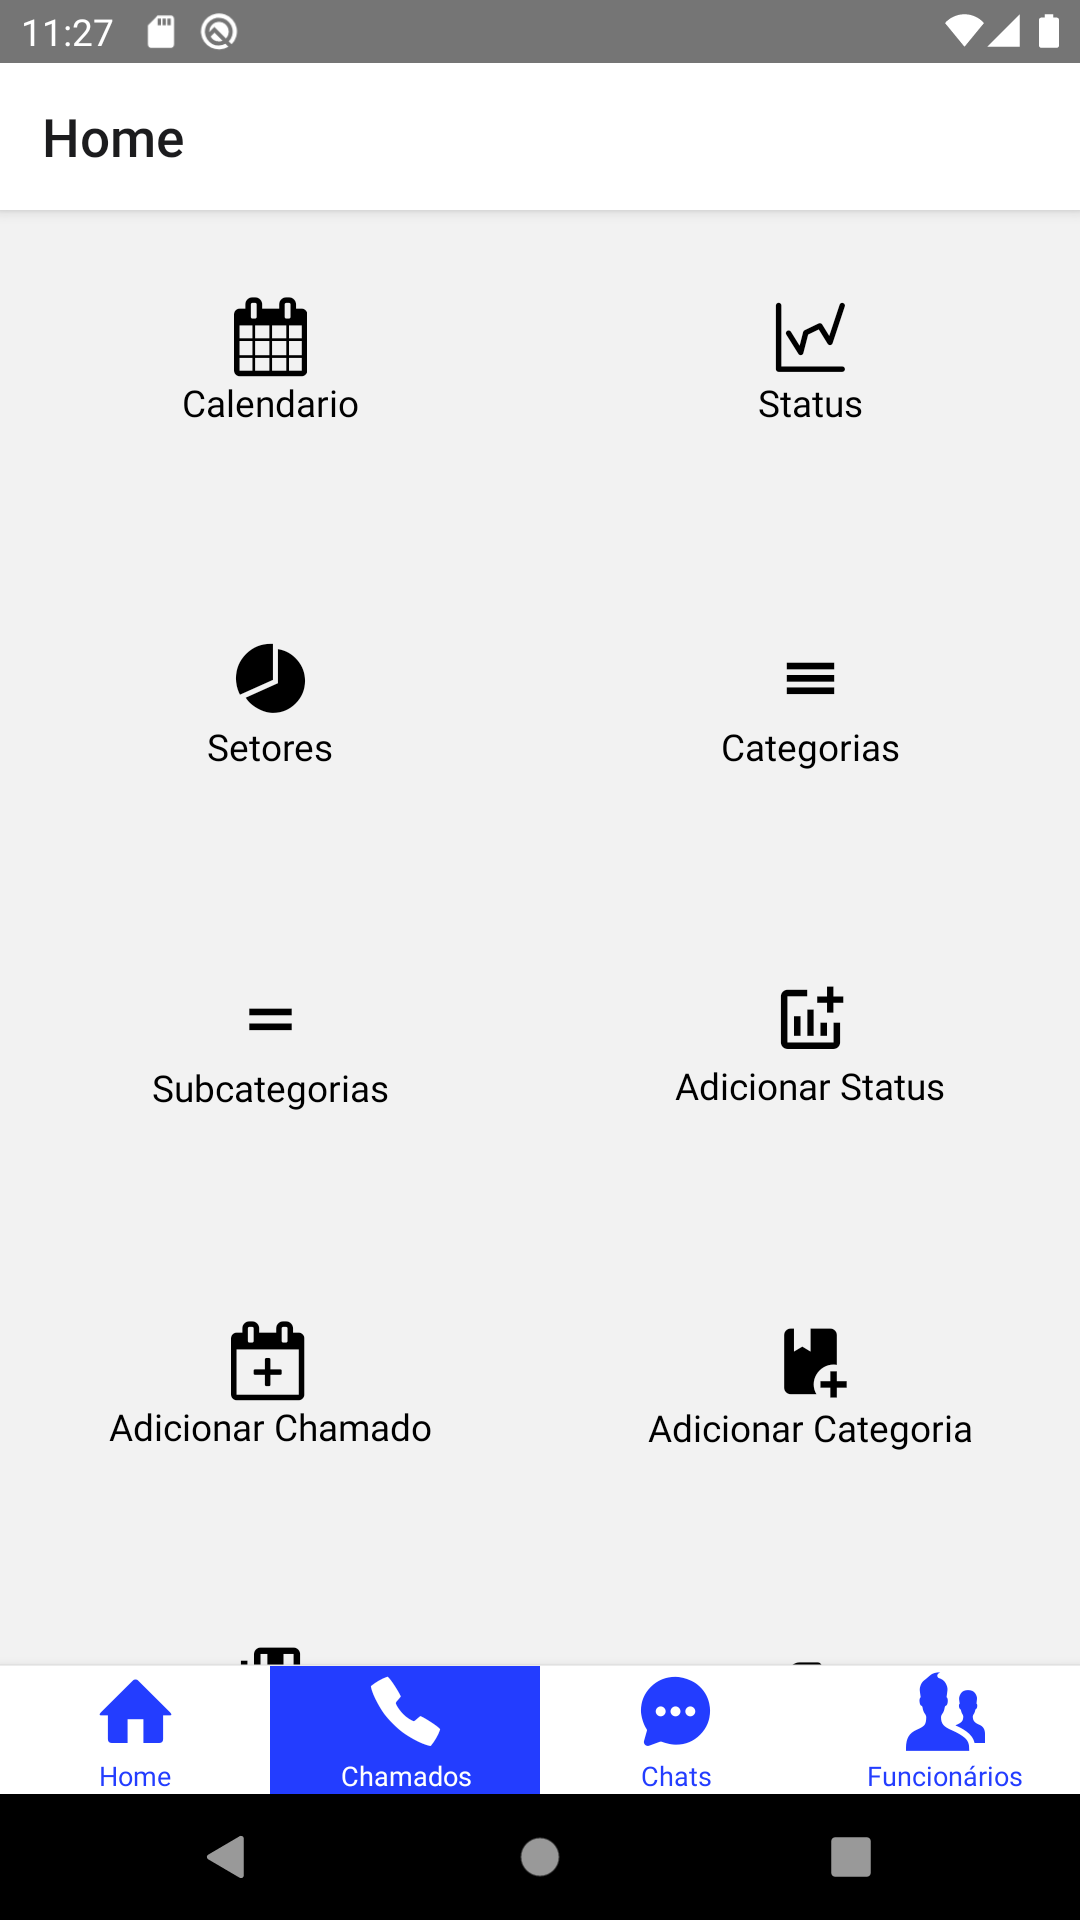 11:27
Home
Calendario
Status
Setores
Categorias
Subcategorias
Adicionar Status
Adicionar Chamado
Adicionar Categoria
Home
Chamados
Chats
Funcionários